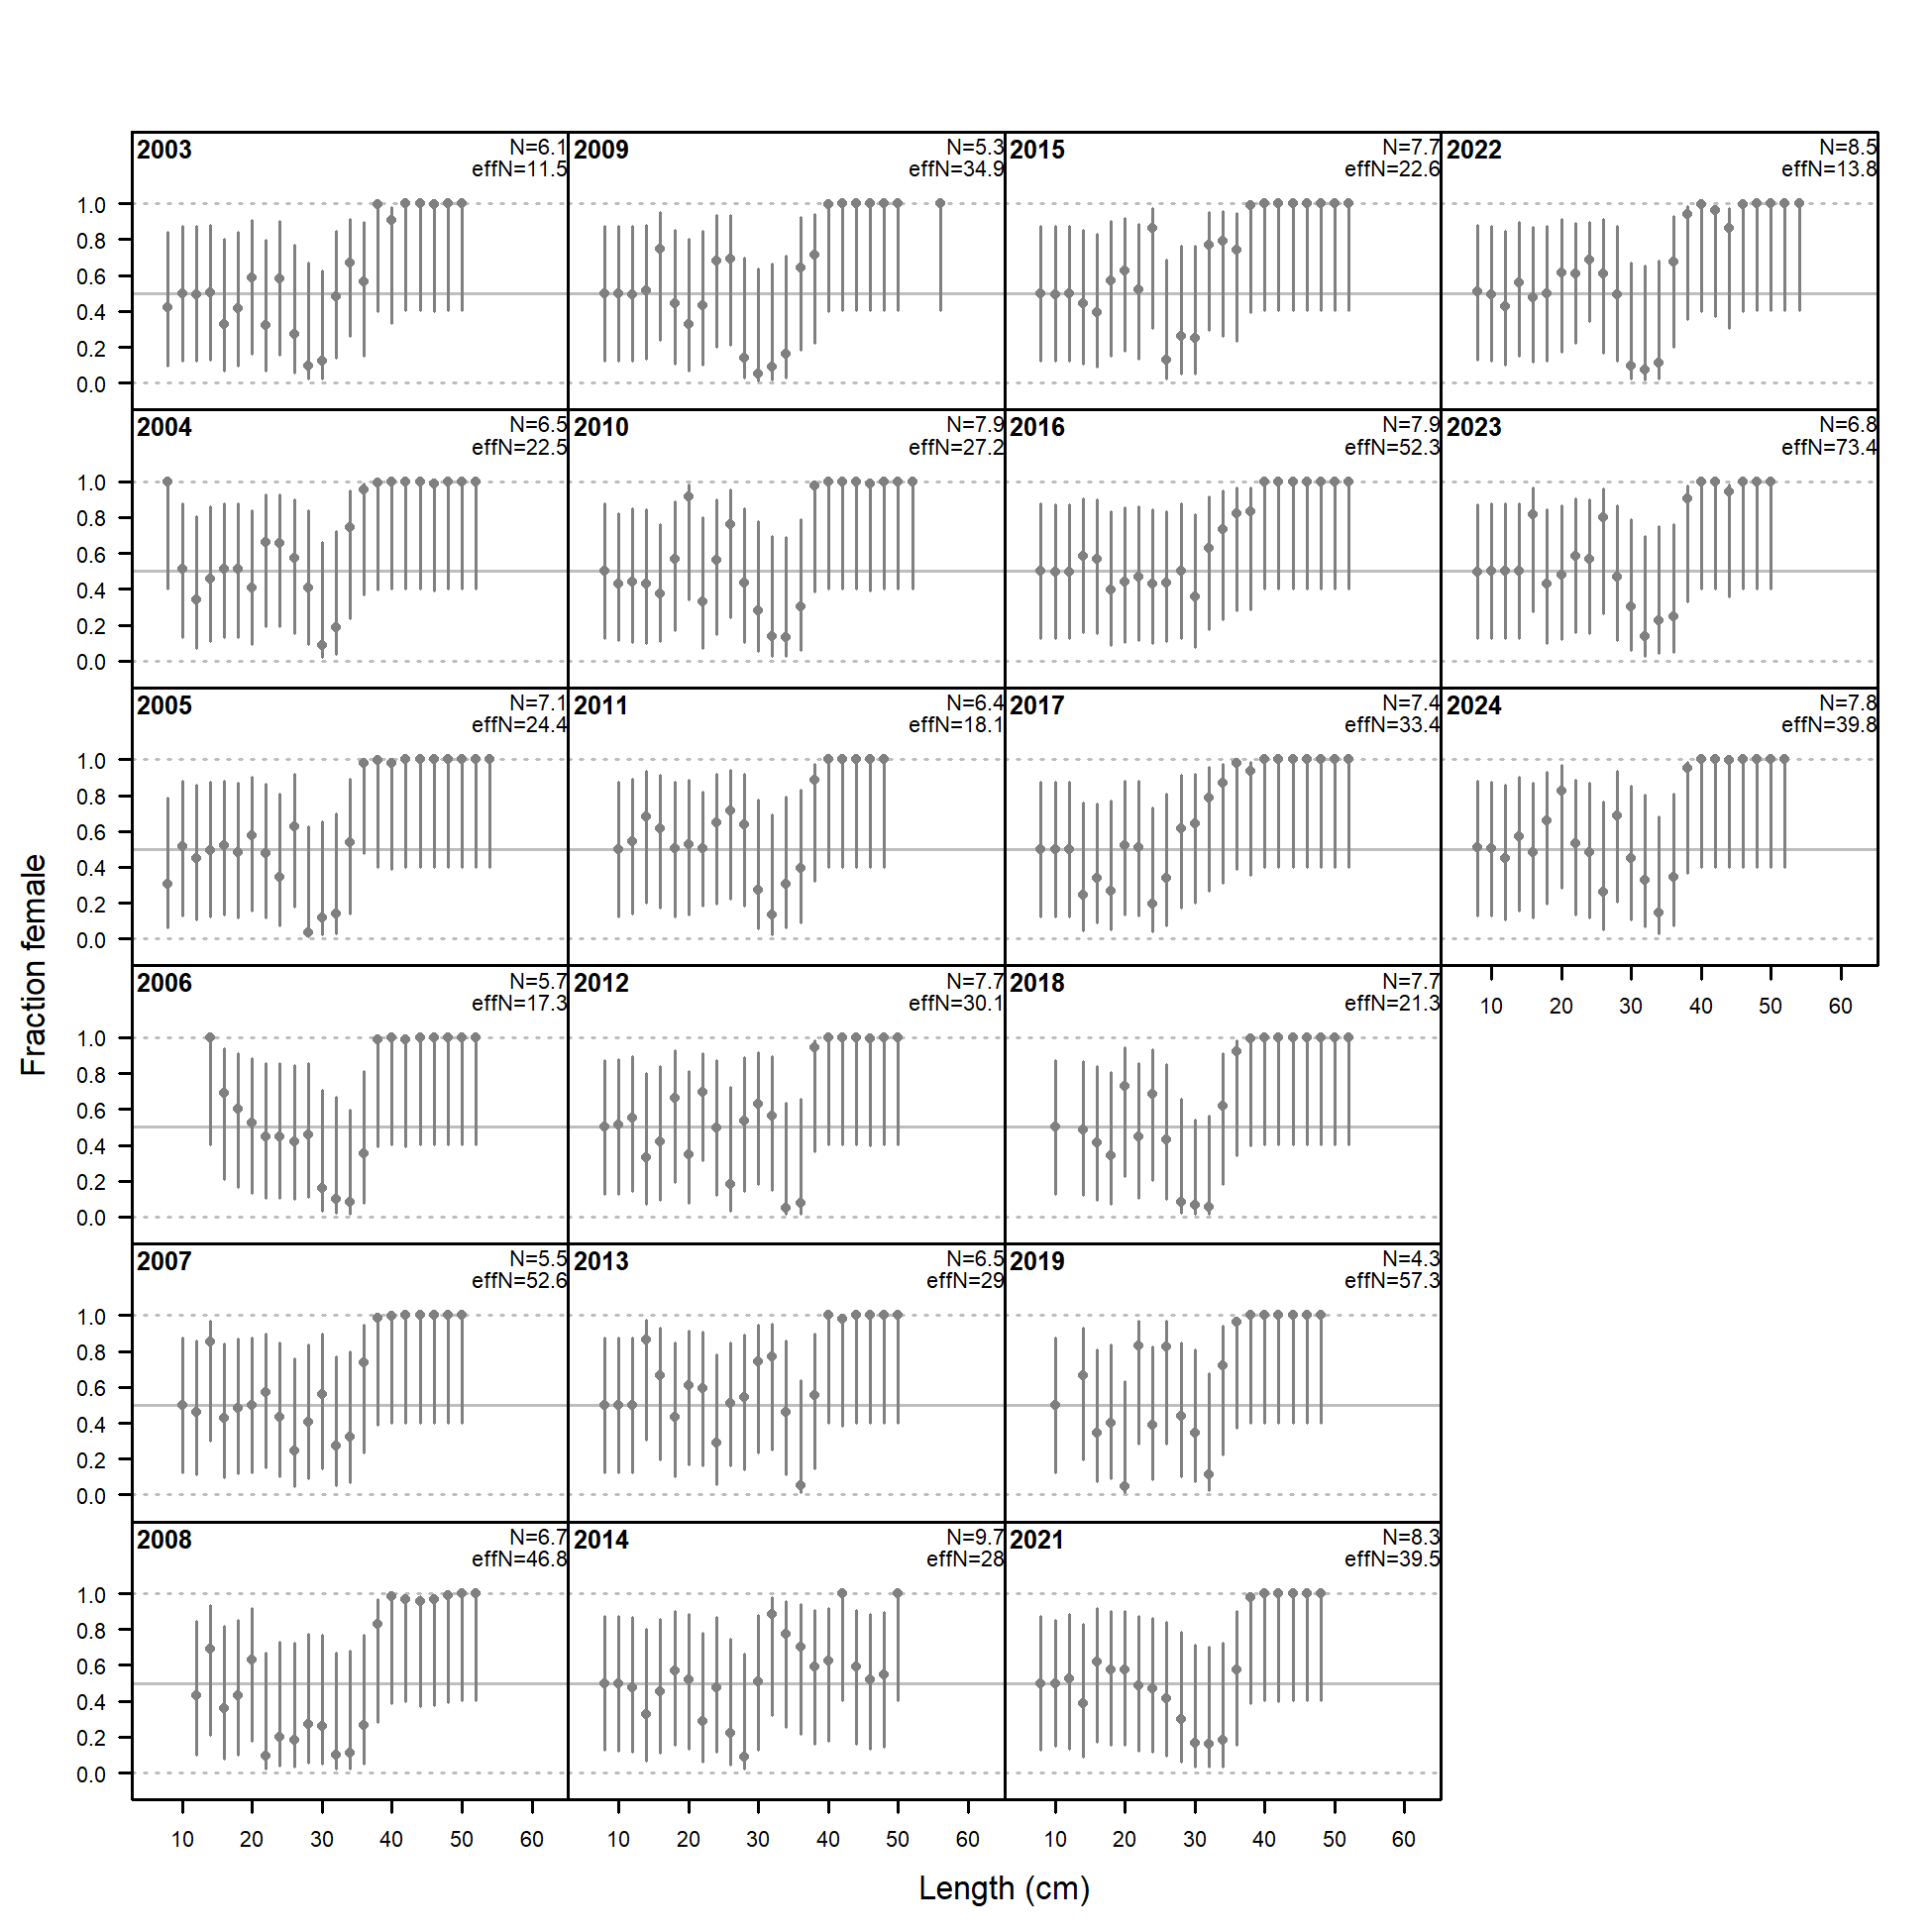 2003
N=6.1
effN=11.5
2009
N=5.3
effN=34.9
2015
N=7.7
effN=22.6
2022
N=8.5
effN=13.8
1.0
0.8
0.6
0.4
0.2
0.0
2004
N=6.5
effN=22.5
2010
N=7.9
effN=27.2
2016
N=7.9
effN=52.3
2023
N=6.8
effN=73.4
1.0
0.8
0.6
0.4
0.2
0.0
2005
N=7.1
effN=24.4
2011
N=6.4
effN=18.1
2017
N=7.4
effN=33.4
2024
N=7.8
effN=39.8
1.0
0.8
0.6
0.4
0.2
0.0
10 20 30 40 50 60
2006
N=5.7
effN=17.3
2012
N=7.7
effN=30.1
2018
N=7.7
effN=21.3
1.0
0.8
0.6
0.4
0.2
0.0
2007
N=5.5
effN=52.6
2013
N=6.5
effN=29
2019
N=4.3
effN=57.3
1.0
0.8
0.6
0.4
0.2
0.0
2008
N=6.7
effN=46.8
2014
N=9.7
effN=28
2021
N=8.3
effN=39.5
1.0
0.8
0.6
0.4
0.2
0.0
10 20 30 40 50 60
10 20 30 40 50 60
10 20 30 40 50 60
Length (cm)
Fraction female